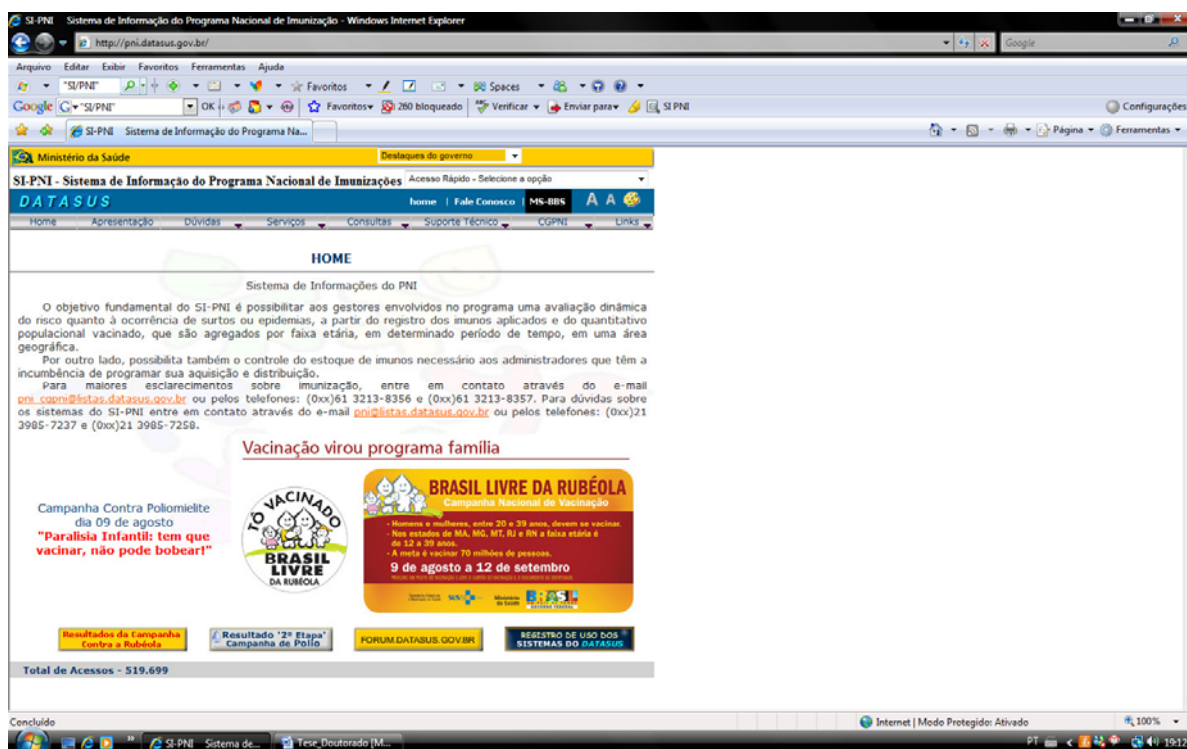 SI-PNI Sistema de Informação do Programa Nacional de Imunização - Windows Internet Explorer
http://pni.datasus.gov.br/
Google
Arquivo Editar Exibir Favoritos Ferramentas Ajuda
"SI/PNI" Favoritos Spaces
Google "SI/PNI" OK Favoritos 260 bloqueado Verificar Enviar para SI PNI Configurações
SI-PNI Sistema de Informação do Programa Na... Página Ferramentas
Ministério da Saúde Destaques do governo
SI-PNI - Sistema de Informação do Programa Nacional de Imunizações Acesso Rápido - Selecione a opção
DATASUS home | Fale Conosco | MS-BBS A A
Home Apresentação Dúvidas Serviços Consultas Suporte Técnico CGPNI Links
HOME
Sistema de Informações do PNI
O objetivo fundamental do SI-PNI é possibilitar aos gestores envolvidos no programa uma avaliação dinâmica
do risco quanto à ocorrência de surtos ou epidemias, a partir do registro dos imunos aplicados e do quantitativo
populacional vacinado, que são agregados por faixa etária, em determinado período de tempo, em uma área
geográfica.
Por outro lado, possibilita também o controle do estoque de imunos necessário aos administradores que têm a
incumbência de programar sua aquisição e distribuição.
Para maiores esclarecimentos sobre imunização, entre em contato através do e-mail
pni_cgpni@listas.datasus.gov.br ou pelos telefones: (0xx)61 3213-8356 e (0xx)61 3213-8357. Para dúvidas sobre
os sistemas do SI-PNI entre em contato através do e-mail pni@listas.datasus.gov.br ou pelos telefones: (0xx)21
3985-7237 e (0xx)21 3985-7258.
Vacinação virou programa família
Campanha Contra Poliomielite
dia 09 de agosto
"Paralisia Infantil: tem que
vacinar, não pode bobear!"
TÔ VACINADO
BRASIL
LIVRE
DA RUBÉOLA
BRASIL LIVRE DA RUBÉOLA
Campanha Nacional de Vacinação
- Homens e mulheres, entre 20 e 39 anos, devem se vacinar.
- Nos estados de MA, MG, MT, RJ e RN a faixa etária é
de 12 a 39 anos.
- A meta é vacinar 70 milhões de pessoas.
9 de agosto a 12 de setembro
SUS Ministério da Saúde BRASIL
GOVERNO FEDERAL
Resultados da Campanha
Contra a Rubéola
Resultado '2ª Etapa'
Campanha de Polio
FORUM.DATASUS.GOV.BR
REGISTRO DE USO DOS
SISTEMAS DO DATASUS
Total de Acessos - 519.699
Concluído Internet | Modo Protegido: Ativado 100%
SI-PNI Sistema de... Tese_Doutorado [M... PT 19:12